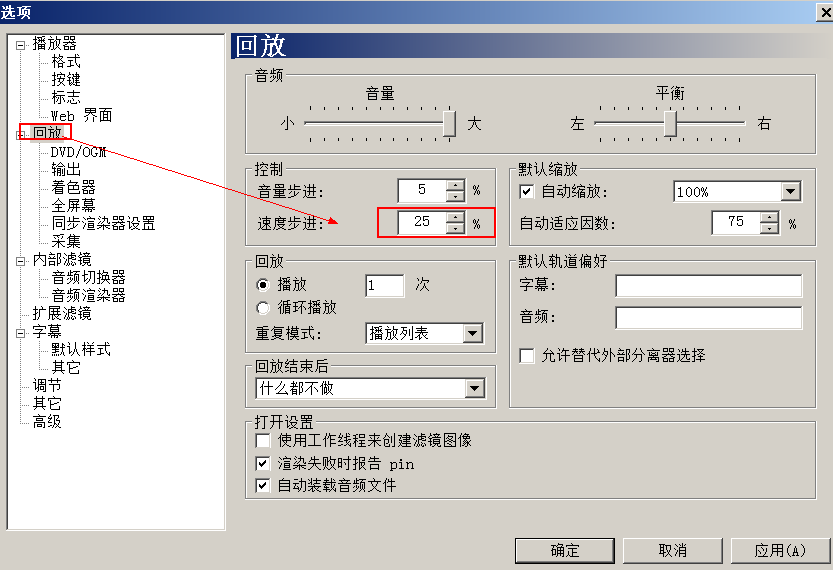 选项
播放器
格式
按键
标志
Web 界面
回放
DVD/OGM
输出
着色器
全屏幕
同步渲染器设置
采集
内部滤镜
音频切换器
音频渲染器
扩展滤镜
字幕
默认样式
其它
调节
其它
高级
回放
音频
音量
平衡
小
大
左
右
控制
音量步进: 5 %
速度步进: 25 %
默认缩放
自动缩放: 100%
自动适应因数: 75 %
回放
播放 1 次
循环播放
重复模式: 播放列表
默认轨道偏好
字幕:
音频:
允许替代外部分离器选择
回放结束后
什么都不做
打开设置
使用工作线程来创建滤镜图像
渲染失败时报告 pin
自动装载音频文件
确定
取消
应用(A)